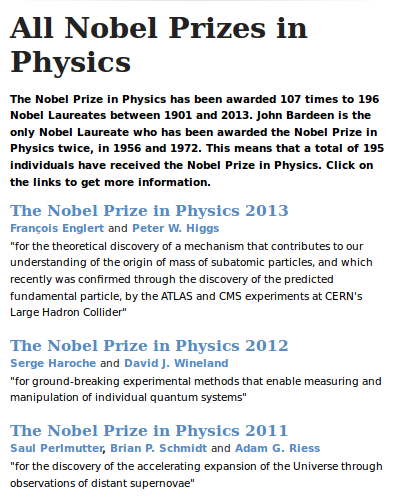 All Nobel Prizes in
Physics
The Nobel Prize in Physics has been awarded 107 times to 196
Nobel Laureates between 1901 and 2013. John Bardeen is the
only Nobel Laureate who has been awarded the Nobel Prize in
Physics twice, in 1956 and 1972. This means that a total of 195
individuals have received the Nobel Prize in Physics. Click on
the links to get more information.
The Nobel Prize in Physics 2013
François Englert and Peter W. Higgs
"for the theoretical discovery of a mechanism that contributes to our
understanding of the origin of mass of subatomic particles, and which
recently was confirmed through the discovery of the predicted
fundamental particle, by the ATLAS and CMS experiments at CERN's
Large Hadron Collider"
The Nobel Prize in Physics 2012
Serge Haroche and David J. Wineland
"for ground-breaking experimental methods that enable measuring and
manipulation of individual quantum systems"
The Nobel Prize in Physics 2011
Saul Perlmutter, Brian P. Schmidt and Adam G. Riess
"for the discovery of the accelerating expansion of the Universe through
observations of distant supernovae"